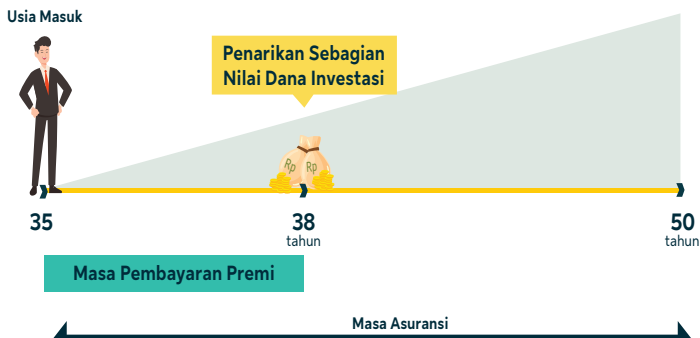 Usia Masuk
Penarikan Sebagian
Nilai Dana Investasi
Rp
Rp
35
38
tahun
50
tahun
Masa Pembayaran Premi
Masa Asuransi